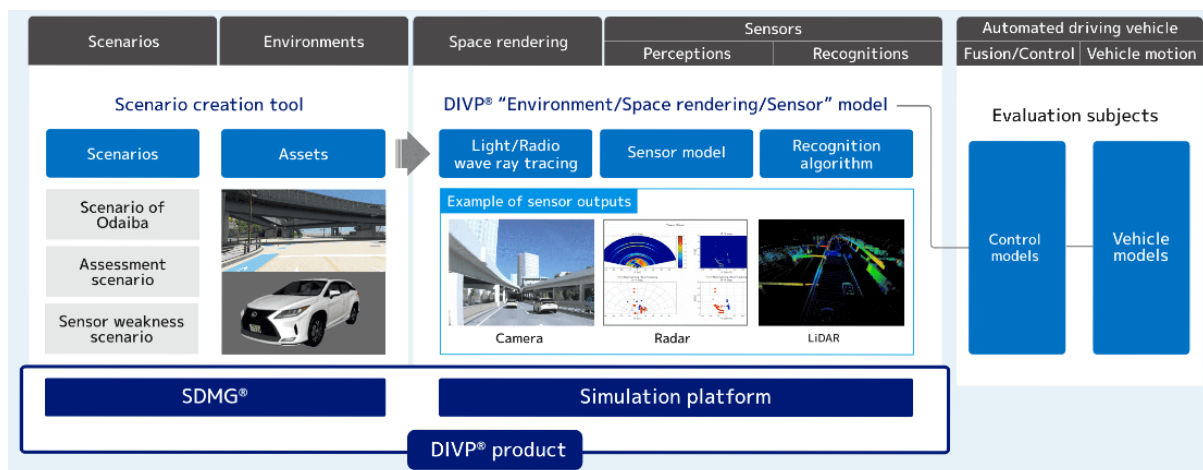 Scenarios
Environments
Space rendering
Sensors
Perceptions
Recognitions
Automated driving vehicle
Fusion/Control
Vehicle motion
Scenario creation tool
DIVP® “Environment/Space rendering/Sensor” model
Evaluation subjects
Scenarios
Assets
Light/Radio
wave ray tracing
Sensor model
Recognition
algorithm
Scenario of
Odaiba
Assessment
scenario
Sensor weakness
scenario
Example of sensor outputs
Camera
Radar
LiDAR
Control
models
Vehicle
models
SDMG®
Simulation platform
DIVP® product